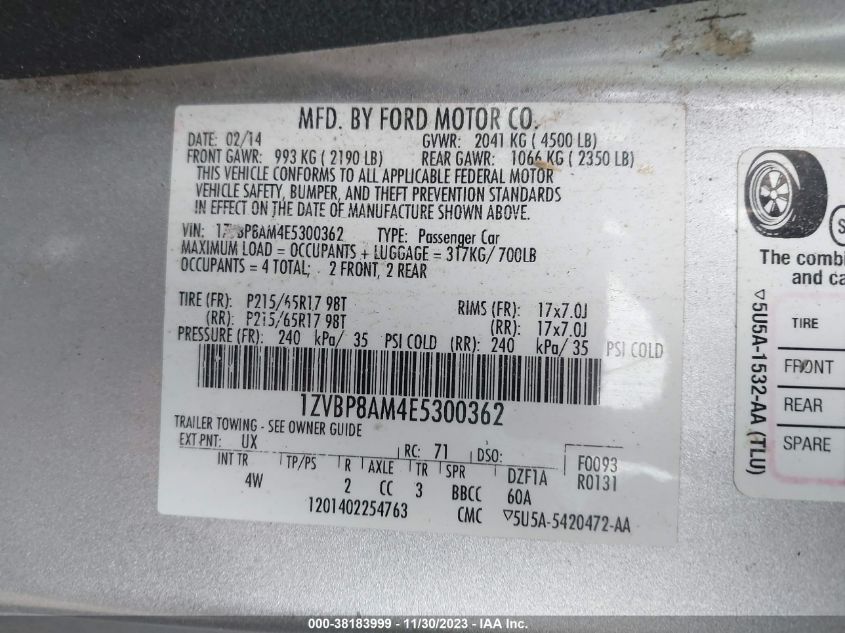 MFD. BY FORD MOTOR CO.
DATE: 02/14 GVWR: 2041 KG ( 4500 LB)
FRONT GAWR: 993 KG ( 2190 LB) REAR GAWR: 1066 KG ( 2350 LB)
THIS VEHICLE CONFORMS TO ALL APPLICABLE FEDERAL MOTOR
VEHICLE SAFETY, BUMPER, AND THEFT PREVENTION STANDARDS
IN EFFECT ON THE DATE OF MANUFACTURE SHOWN ABOVE.
VIN: 1ZVBP8AM4E5300362 TYPE: Passenger Car
MAXIMUM LOAD = OCCUPANTS + LUGGAGE = 317KG/ 700LB
OCCUPANTS = 4 TOTAL; 2 FRONT, 2 REAR
TIRE (FR): P215/65R17 98T RIMS (FR): 17x7.0J
(RR): P215/65R17 98T (RR): 17x7.0J
PRESSURE (FR): 240 kPa/ 35 PSI COLD (RR): 240 kPa/ 35 PSI COLD
1ZVBP8AM4E5300362
TRAILER TOWING - SEE OWNER GUIDE
EXT PNT: UX RC: 71 DSO: F0093
INT TR TP/PS R AXLE TR SPR DZF1A R0131
4W 2 CC 3 BBCC 60A
1201402254763 CMC ▽5U5A-5420472-AA
The combi
and ca
TIRE
FRONT
REAR
SPARE
▽5U5A-1532-AA (TLU)
000-38183999 - 11/30/2023 - IAA Inc.